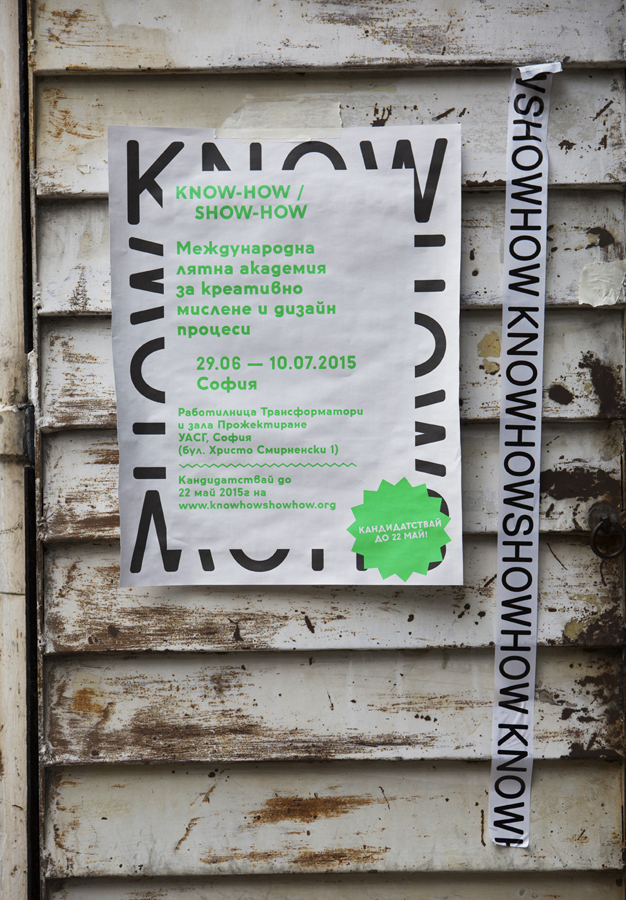 KNOW
KNOW-HOW /
SHOW-HOW
Международна
лятна академия
за креативно
мислене и дизайн
процеси
29.06 — 10.07.2015
София
Работилница Трансформатори
и зала Прожектиране
УАСГ, София
(бул. Христо Смирненски 1)
Кандидатствай до
22 май 2015г на
www.knowhowshowhow.org
КАНДИДАТСТВАЙ
ДО 22 МАЙ!
WSHOWHOW KNOWHOWSHOWHOW KNOWH